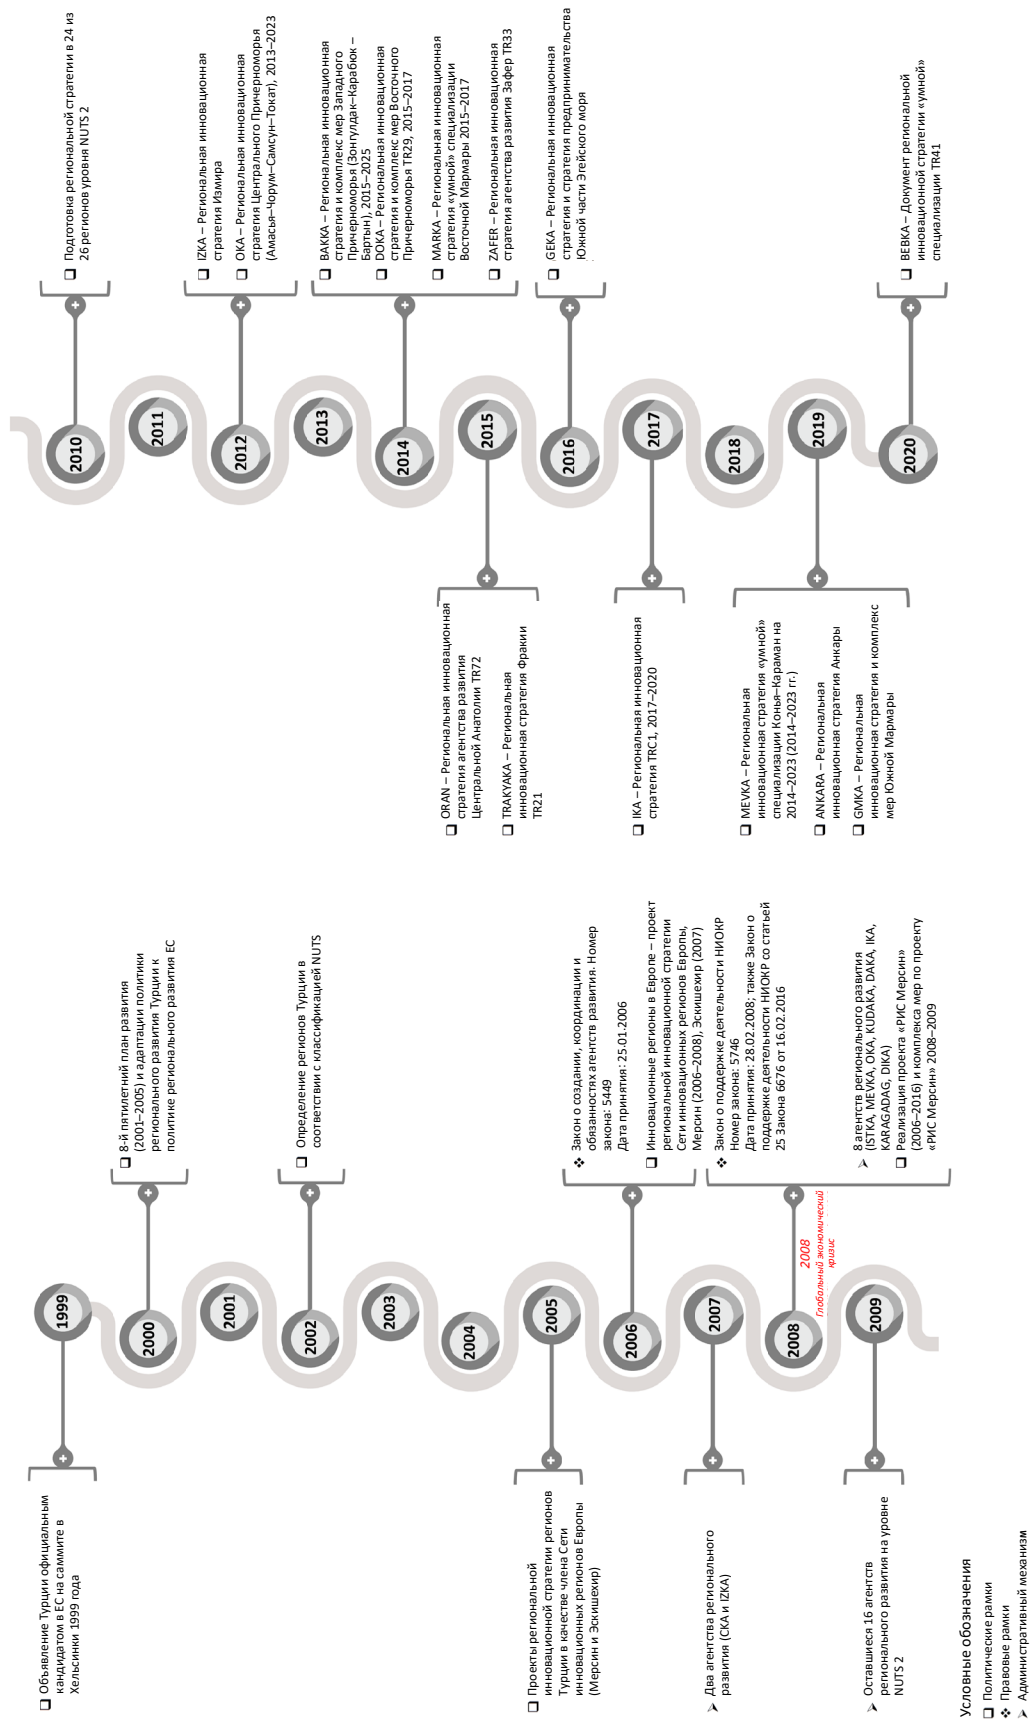 1999
❑ Объявление Турции официальным
кандидатом в ЕС на саммите в
Хельсинки 1999 года
2000
❑ 8-й пятилетний план развития
(2001–2005) и адаптации политики
регионального развития Турции к
политике регионального развития ЕС
2001
2002
❑ Определение регионов Турции в
соответствии с классификацией NUTS
2003
2004
2005
❑ Проекты региональной
инновационной стратегии регионов
Турции в качестве члена Сети
инновационных регионов Европы
(Мерсин и Эскишехир)
2006
❖ Закон о создании, координации и
обязанностях агентств развития. Номер
закона: 5449
Дата принятия: 25.01.2006
❑ Инновационные регионы в Европе – проект
региональной инновационной стратегии
Сети инновационных регионов Европы,
Мерсин (2006–2008), Эскишехир (2007)
2007
➢ Два агентства регионального
развития (CKA и IZKA)
2008
2008
Глобальный экономический
кризис
❖ Закон о поддержке деятельности НИОКР
Номер закона: 5746
Дата принятия: 28.02.2008; также Закон о
поддержке деятельности НИОКР со статьей
25 Закона 6676 от 16.02.2016
➢ 8 агентств регионального развития
(ISTKA, MEVKA, OKA, KUDAKA, DAKA, IKA,
KARAGADAG, DIKA)
❑ Реализация проекта «РИС Мерсин»
(2006–2016) и комплекса мер по проекту
«РИС Мерсин» 2008–2009
2009
➢ Оставшиеся 16 агентств
регионального развития на уровне
NUTS 2
Условные обозначения
❑ Политические рамки
❖ Правовые рамки
➢ Административный механизм
2010
❑ Подготовка региональной стратегии в 24 из
26 регионов уровня NUTS 2
2011
2012
❑ IZKA – Региональная инновационная
стратегия Измира
❑ OKA – Региональная инновационная
стратегия Центрального Причерноморья
(Амасья–Чорум–Самсун–Токат), 2013–2023
2013
2014
❑ BAKKA – Региональная инновационная
стратегия и комплекс мер Западного
Причерноморья (Зонгулдак–Карабюк –
Бартын), 2015–2025
❑ DOKA – Региональная инновационная
стратегия и комплекс мер Восточного
Причерноморья TR29, 2015–2017
❑ MARKA – Региональная инновационная
стратегия «умной» специализации
Восточной Мармары 2015–2017
❑ ZAFER – Региональная инновационная
стратегия агентства развития Зафер TR33
2015
❑ ORAN – Региональная инновационная
стратегия агентства развития
Центральной Анатолии TR72
❑ TRAKYAKA – Региональная
инновационная стратегия Фракии
TR21
2016
❑ GEKA – Региональная инновационная
стратегия и стратегия предпринимательства
Южной части Эгейского моря
2017
❑ IKA – Региональная инновационная
стратегия TRC1, 2017–2020
2018
2019
❑ MEVKA – Региональная
инновационная стратегия «умной»
специализации Конья–Караман на
2014–2023 (2014–2023 гг.)
❑ ANKARA – Региональная
инновационная стратегия Анкары
❑ GMKA – Региональная
инновационная стратегия и комплекс
мер Южной Мармары
2020
❑ BEBKA – Документ региональной
инновационной стратегии «умной»
специализации TR41